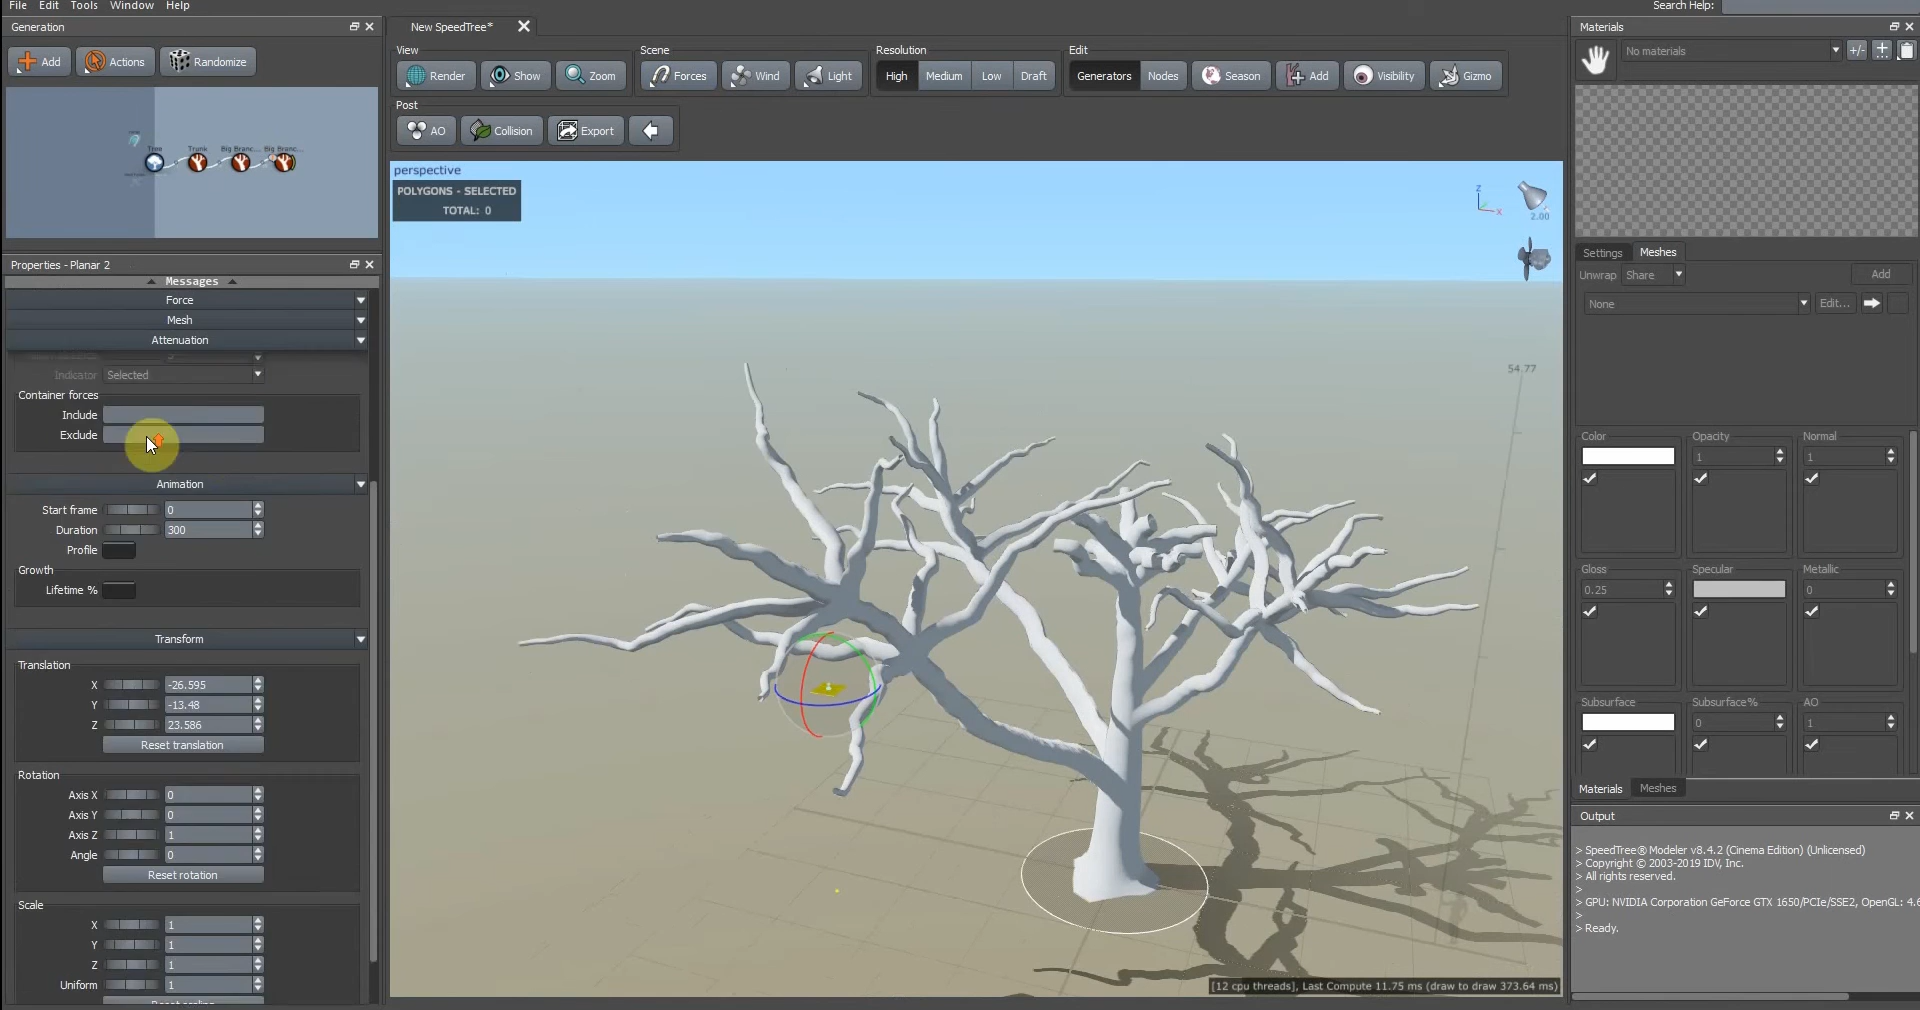 File Edit Tools Window Help
Search Help:
Generation
Add Actions Randomize
Tree Trunk Big Branc... Big Branc...
Properties - Planar 2
Messages
Force
Mesh
Attenuation
Indicator Selected
Container forces
Include
Exclude
Animation
Start frame 0
Duration 300
Profile
Growth
Lifetime %
Transform
Translation
X -26.595
Y -13.48
Z 23.586
Reset translation
Rotation
Axis X 0
Axis Y 0
Axis Z 1
Angle 0
Reset rotation
Scale
X 1
Y 1
Z 1
Uniform 1
New SpeedTree*
View Scene Resolution Edit
Render Show Zoom Forces Wind Light High Medium Low Draft Generators Nodes Season Add Visibility Gizmo
Post
AO Collision Export
perspective
POLYGONS - SELECTED
TOTAL: 0
Z
X
2.00
54.77
[12 cpu threads], Last Compute 11.75 ms (draw to draw 373.64 ms)
Materials
No materials
+/-
Settings Meshes
Unwrap Share Add
None Edit...
Color Opacity Normal
1 1
Gloss Specular Metallic
0.25 0
Subsurface Subsurface% AO
0 1
Materials Meshes
Output
> SpeedTree® Modeler v8.4.2 (Cinema Edition) (Unlicensed)
> Copyright © 2003-2019 IDV, Inc.
> All rights reserved.
>
> GPU: NVIDIA Corporation GeForce GTX 1650/PCIe/SSE2, OpenGL: 4.6
>
> Ready.